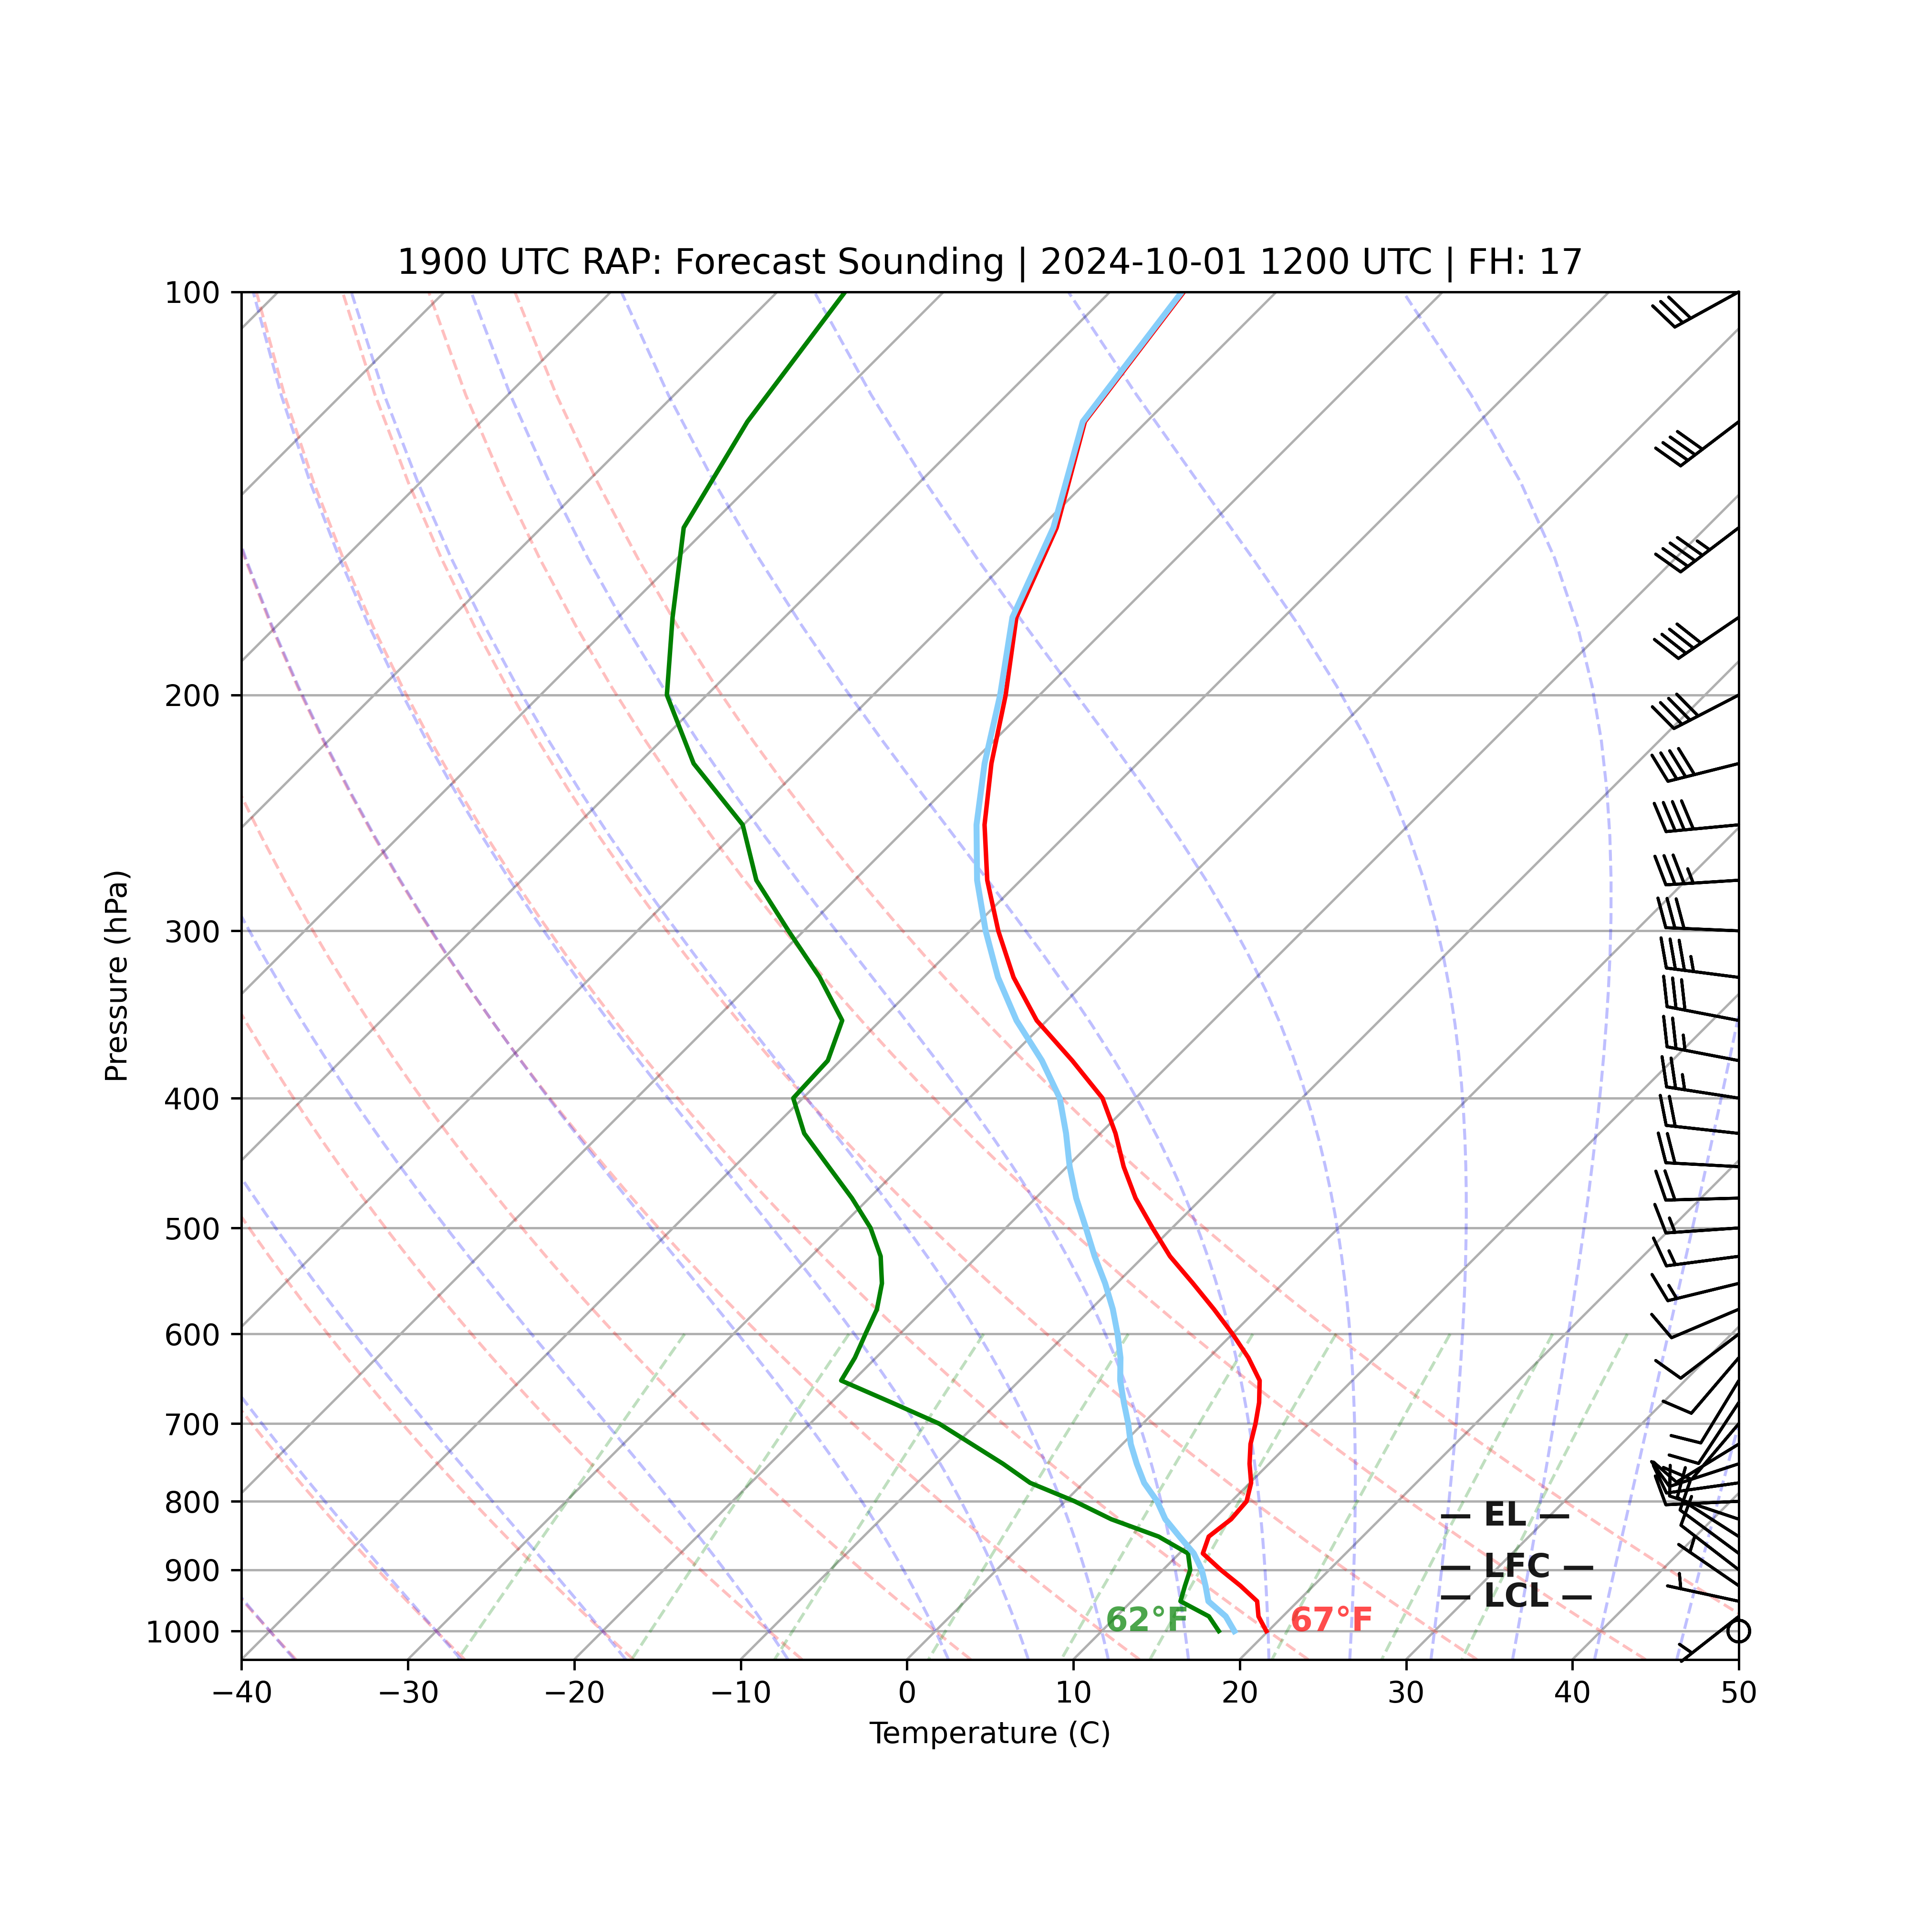 1900 UTC RAP: Forecast Sounding | 2024-10-01 1200 UTC | FH: 17
100
200
300
400
500
600
700
800
900
1000
Pressure (hPa)
— EL —
— LFC —
— LCL —
62°F
67°F
−40 −30 −20 −10 0 10 20 30 40 50
Temperature (C)